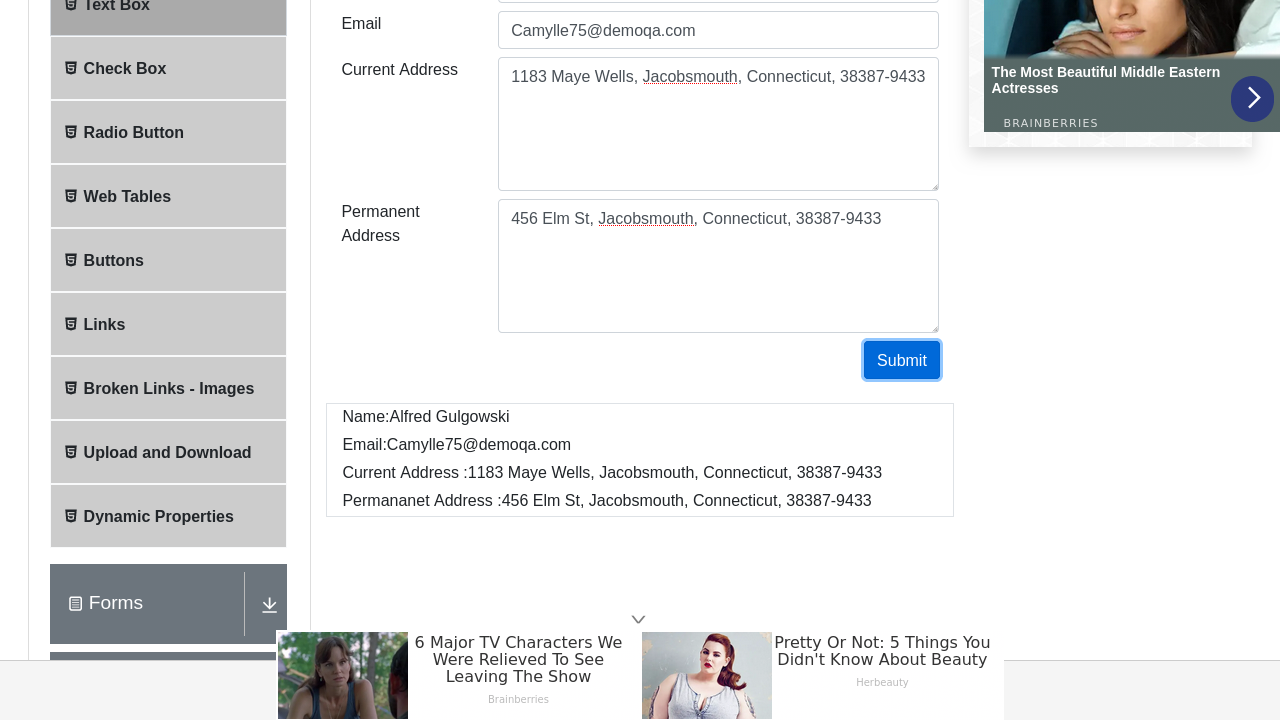 Text Box
Check Box
Radio Button
Web Tables
Buttons
Links
Broken Links - Images
Upload and Download
Dynamic Properties
Forms
Email
Camylle75@demoqa.com
Current Address
1183 Maye Wells, Jacobsmouth, Connecticut, 38387-9433
Permanent
Address
456 Elm St, Jacobsmouth, Connecticut, 38387-9433
Submit
Name:Alfred Gulgowski
Email:Camylle75@demoqa.com
Current Address :1183 Maye Wells, Jacobsmouth, Connecticut, 38387-9433
Permananet Address :456 Elm St, Jacobsmouth, Connecticut, 38387-9433
The Most Beautiful Middle Eastern
Actresses
BRAINBERRIES
6 Major TV Characters We
Were Relieved To See
Leaving The Show
Brainberries
Pretty Or Not: 5 Things You
Didn't Know About Beauty
Herbeauty